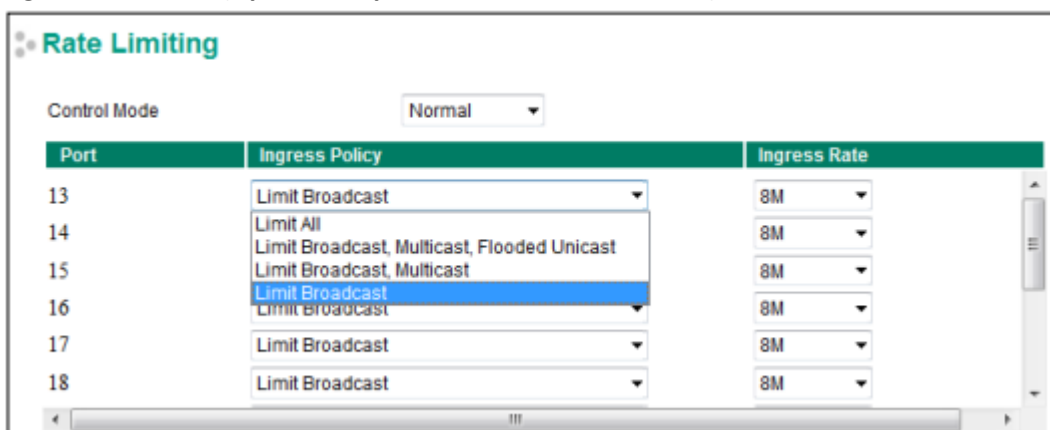 Rate Limiting
Control Mode Normal
Port Ingress Policy Ingress Rate
13 Limit Broadcast 8M
Limit All
14 8M
Limit Broadcast, Multicast, Flooded Unicast
15 Limit Broadcast, Multicast 8M
Limit Broadcast
16 Limit Broadcast 8M
17 Limit Broadcast 8M
18 Limit Broadcast 8M